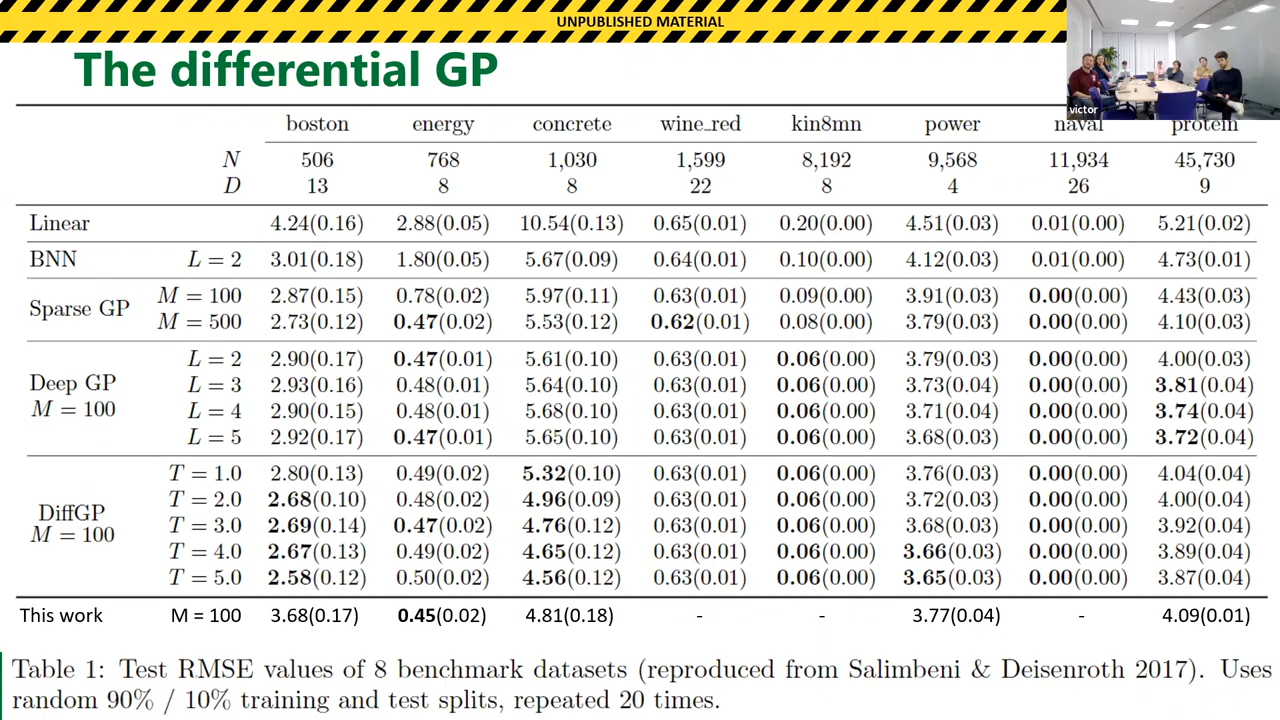 UNPUBLISHED MATERIAL
The differential GP
victor
boston energy concrete wine_red kin8mn power naval protein
N 506 768 1,030 1,599 8,192 9,568 11,934 45,730
D 13 8 8 22 8 4 26 9
Linear 4.24(0.16) 2.88(0.05) 10.54(0.13) 0.65(0.01) 0.20(0.00) 4.51(0.03) 0.01(0.00) 5.21(0.02)
BNN L = 2 3.01(0.18) 1.80(0.05) 5.67(0.09) 0.64(0.01) 0.10(0.00) 4.12(0.03) 0.01(0.00) 4.73(0.01)
Sparse GP M = 100 2.87(0.15) 0.78(0.02) 5.97(0.11) 0.63(0.01) 0.09(0.00) 3.91(0.03) 0.00(0.00) 4.43(0.03)
M = 500 2.73(0.12) 0.47(0.02) 5.53(0.12) 0.62(0.01) 0.08(0.00) 3.79(0.03) 0.00(0.00) 4.10(0.03)
Deep GP M = 100 L = 2 2.90(0.17) 0.47(0.01) 5.61(0.10) 0.63(0.01) 0.06(0.00) 3.79(0.03) 0.00(0.00) 4.00(0.03)
L = 3 2.93(0.16) 0.48(0.01) 5.64(0.10) 0.63(0.01) 0.06(0.00) 3.73(0.04) 0.00(0.00) 3.81(0.04)
L = 4 2.90(0.15) 0.48(0.01) 5.68(0.10) 0.63(0.01) 0.06(0.00) 3.71(0.04) 0.00(0.00) 3.74(0.04)
L = 5 2.92(0.17) 0.47(0.01) 5.65(0.10) 0.63(0.01) 0.06(0.00) 3.68(0.03) 0.00(0.00) 3.72(0.04)
DiffGP M = 100 T = 1.0 2.80(0.13) 0.49(0.02) 5.32(0.10) 0.63(0.01) 0.06(0.00) 3.76(0.03) 0.00(0.00) 4.04(0.04)
T = 2.0 2.68(0.10) 0.48(0.02) 4.96(0.09) 0.63(0.01) 0.06(0.00) 3.72(0.03) 0.00(0.00) 4.00(0.04)
T = 3.0 2.69(0.14) 0.47(0.02) 4.76(0.12) 0.63(0.01) 0.06(0.00) 3.68(0.03) 0.00(0.00) 3.92(0.04)
T = 4.0 2.67(0.13) 0.49(0.02) 4.65(0.12) 0.63(0.01) 0.06(0.00) 3.66(0.03) 0.00(0.00) 3.89(0.04)
T = 5.0 2.58(0.12) 0.50(0.02) 4.56(0.12) 0.63(0.01) 0.06(0.00) 3.65(0.03) 0.00(0.00) 3.87(0.04)
This work M = 100 3.68(0.17) 0.45(0.02) 4.81(0.18) - - 3.77(0.04) - 4.09(0.01)
Table 1: Test RMSE values of 8 benchmark datasets (reproduced from Salimbeni & Deisenroth 2017). Uses
random 90% / 10% training and test splits, repeated 20 times.